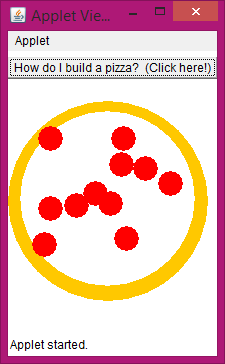 Applet Vie...
Applet
How do I build a pizza?  (Click here!)
Applet started.